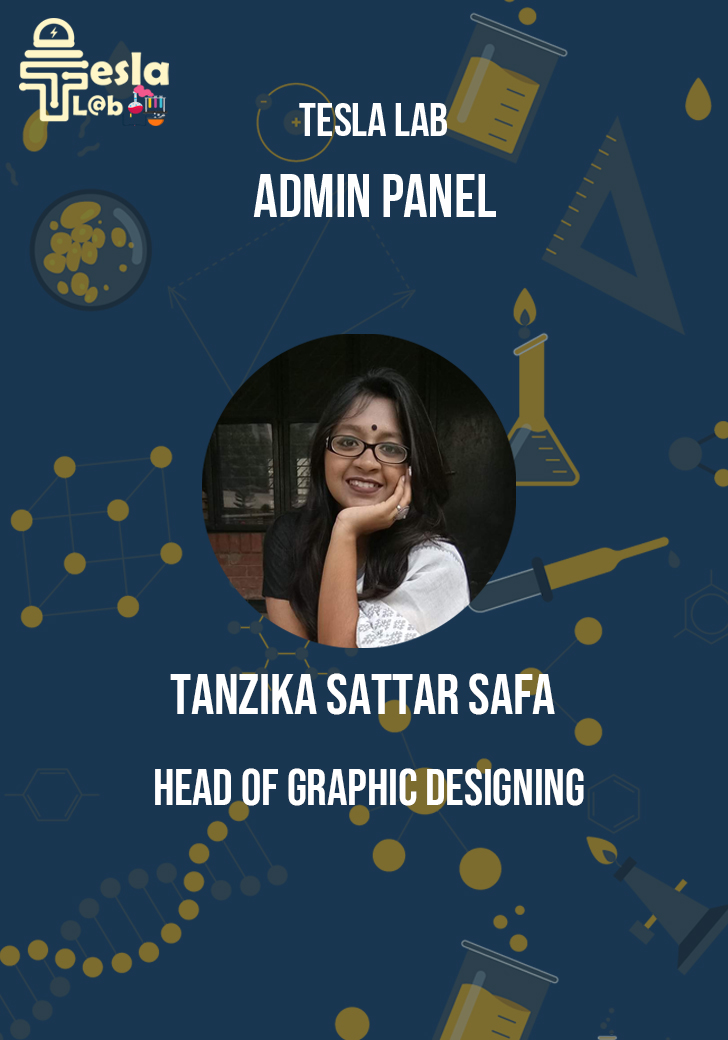 Tesla
L@b
TESLA LAB
ADMIN PANEL
TANZIKA SATTAR SAFA
HEAD OF GRAPHIC DESIGNING